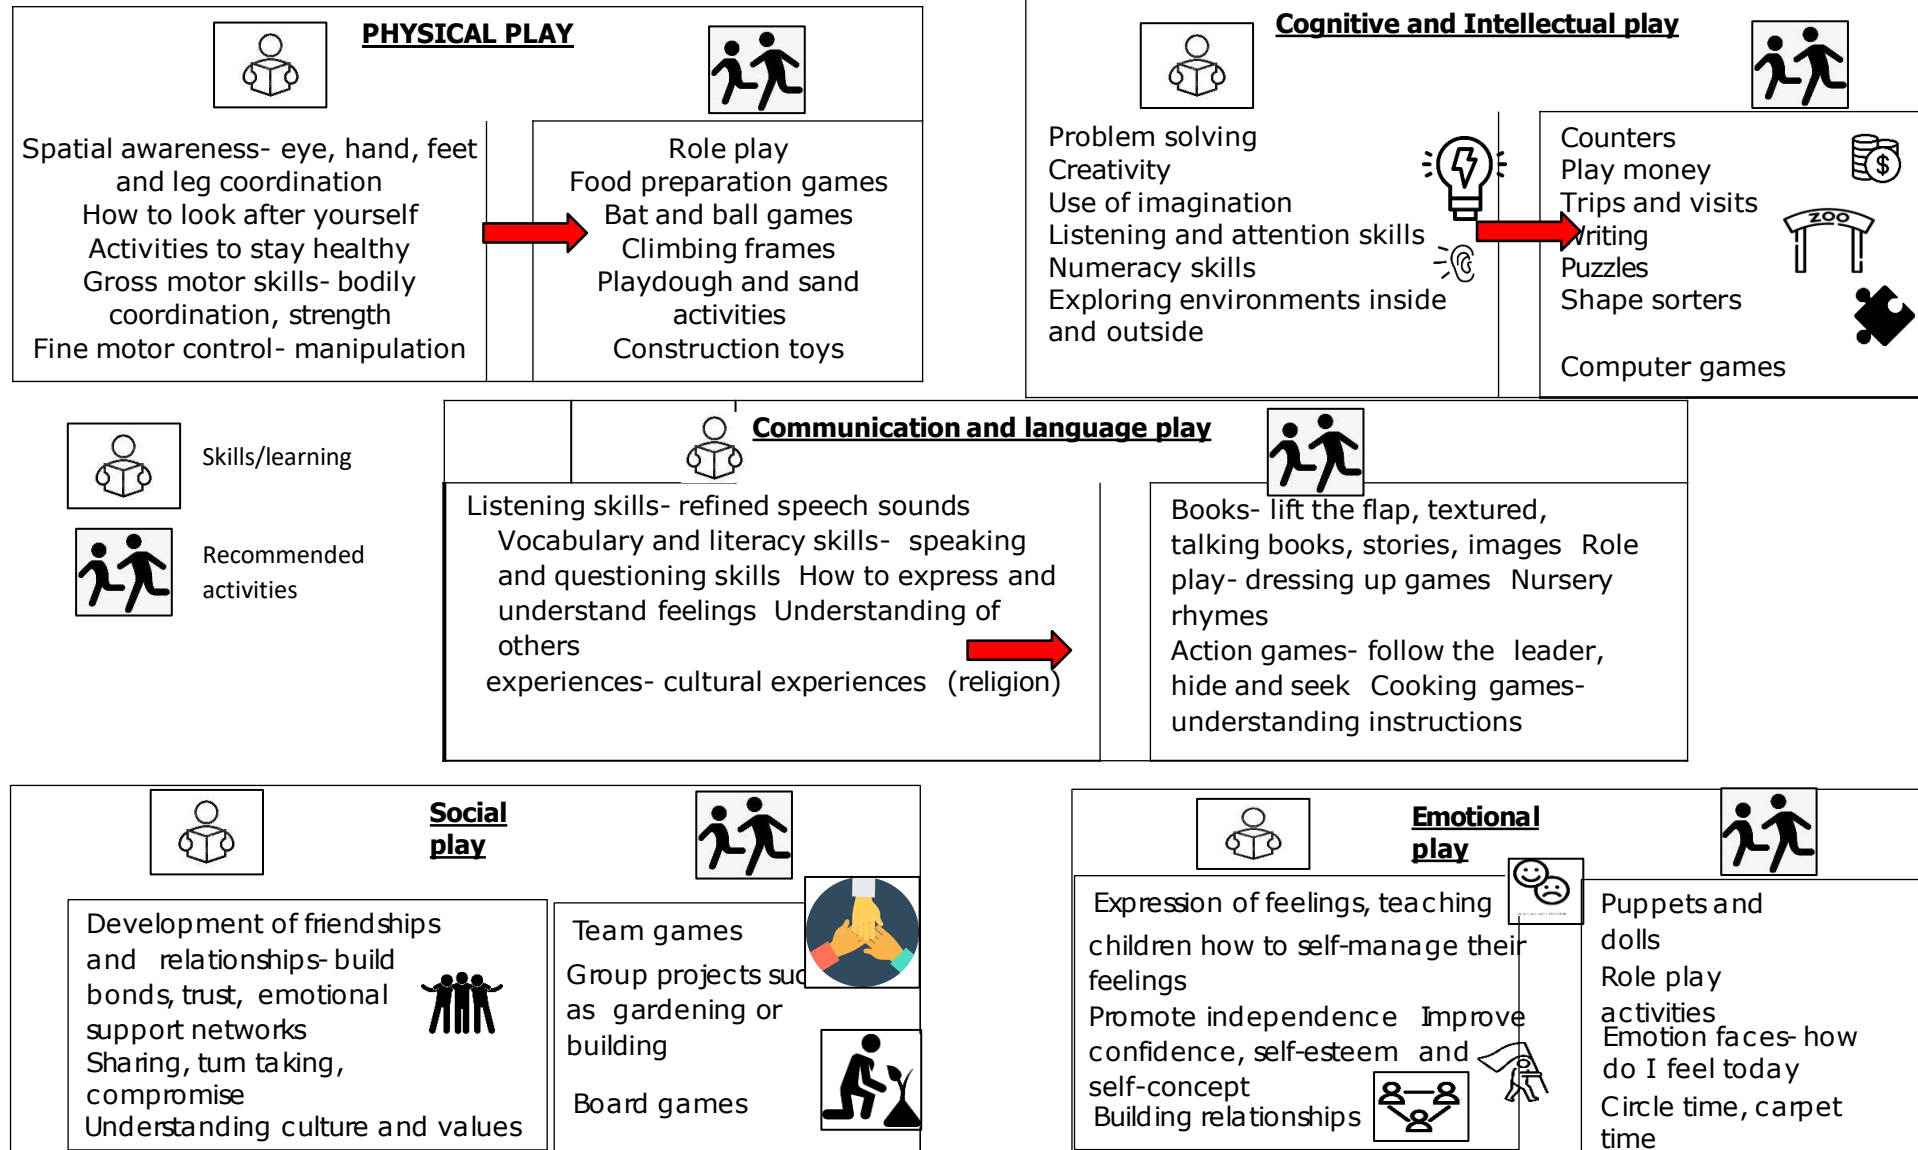 PHYSICAL PLAY
Spatial awareness- eye, hand, feet
and leg coordination
How to look after yourself
Activities to stay healthy
Gross motor skills- bodily
coordination, strength
Fine motor control- manipulation
Role play
Food preparation games
Bat and ball games
Climbing frames
Playdough and sand
activities
Construction toys
Cognitive and Intellectual play
Problem solving
Creativity
Use of imagination
Listening and attention skills
Numeracy skills
Exploring environments inside
and outside
Counters
Play money
Trips and visits
Writing
Puzzles
Shape sorters
Computer games
$
ZOO
Skills/learning
Recommended
activities
Communication and language play
Listening skills- refined speech sounds
Vocabulary and literacy skills- speaking
and questioning skills How to express and
understand feelings Understanding of
others
experiences- cultural experiences (religion)
Books- lift the flap, textured,
talking books, stories, images Role
play- dressing up games Nursery
rhymes
Action games- follow the leader,
hide and seek Cooking games-
understanding instructions
Social
play
Development of friendships
and relationships- build
bonds, trust, emotional
support networks
Sharing, turn taking,
compromise
Understanding culture and values
Team games
Group projects suc
as gardening or
building
Board games
Emotional
play
Expression of feelings, teaching
children how to self-manage their
feelings
Promote independence Improve
confidence, self-esteem and
self-concept
Building relationships
Puppets and
dolls
Role play
activities
Emotion faces- how
do I feel today
Circle time, carpet
time